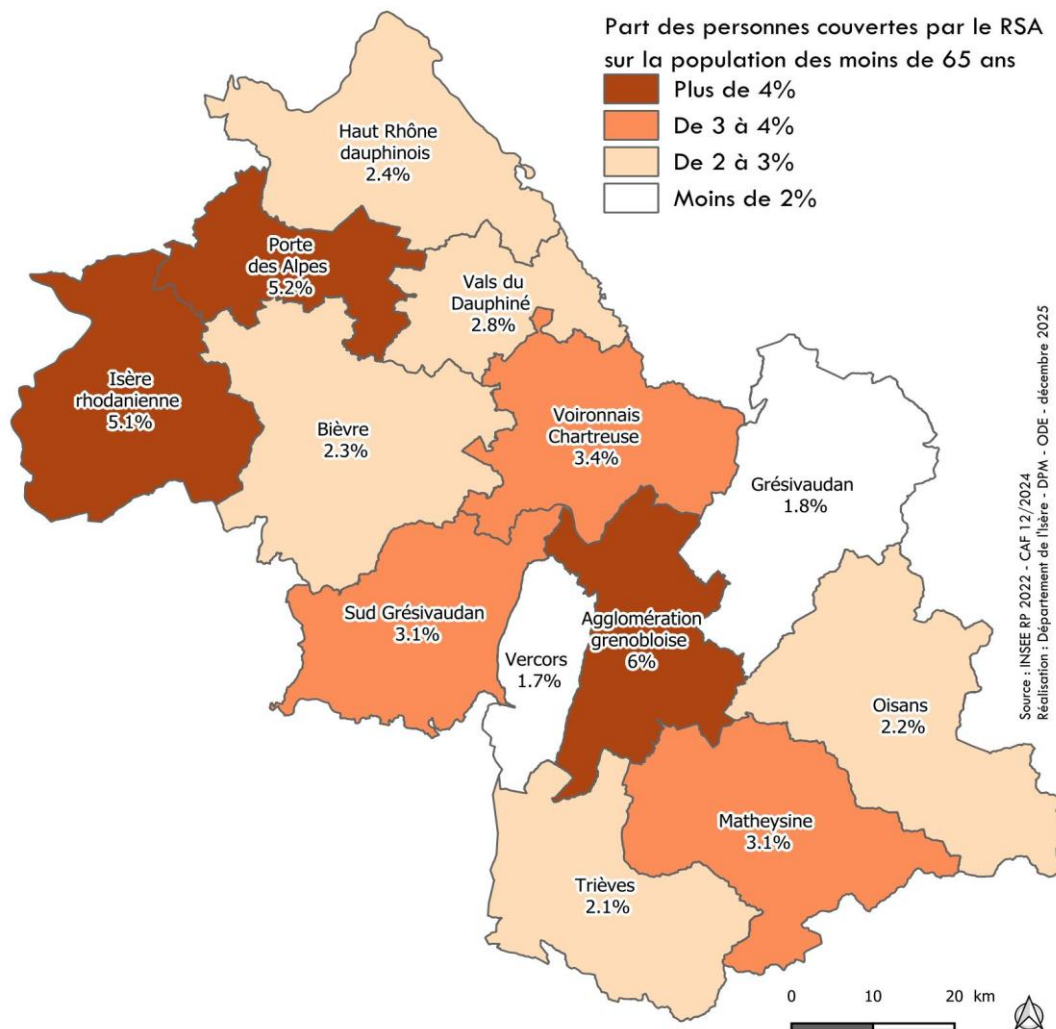 Part des personnes couvertes par le RSA
sur la population des moins de 65 ans
Plus de 4%
De 3 à 4%
De 2 à 3%
Moins de 2%
Haut Rhône
dauphinois
2.4%
Porte
des Alpes
5.2%
Vals du
Dauphiné
2.8%
Isère
rhodanienne
5.1%
Bièvre
2.3%
Voironnais
Chartreuse
3.4%
Grésivaudan
1.8%
Sud Grésivaudan
3.1%
Vercors
1.7%
Agglomération
grenobloise
6%
Oisans
2.2%
Matheysine
3.1%
Trièves
2.1%
Source : INSEE RP 2022 - CAF 12/2024
Réalisation : Département de l'Isère - DPM - ODE - décembre 2025
0 10 20 km